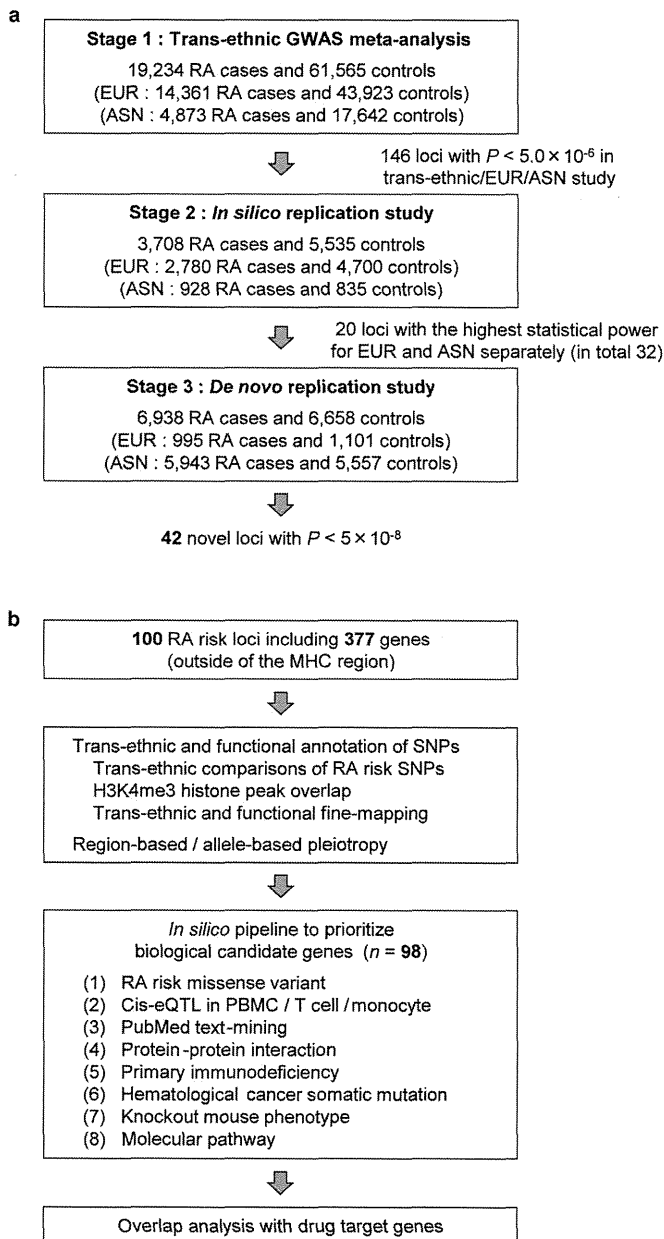 a
Stage 1 : Trans-ethnic GWAS meta-analysis
19,234 RA cases and 61,565 controls
(EUR : 14,361 RA cases and 43,923 controls)
(ASN : 4,873 RA cases and 17,642 controls)
146 loci with P < 5.0 × 10⁻⁶ in
trans-ethnic/EUR/ASN study
Stage 2 : In silico replication study
3,708 RA cases and 5,535 controls
(EUR : 2,780 RA cases and 4,700 controls)
(ASN : 928 RA cases and 835 controls)
20 loci with the highest statistical power
for EUR and ASN separately (in total 32)
Stage 3 : De novo replication study
6,938 RA cases and 6,658 controls
(EUR : 995 RA cases and 1,101 controls)
(ASN : 5,943 RA cases and 5,557 controls)
42 novel loci with P < 5 × 10⁻⁸
b
100 RA risk loci including 377 genes
(outside of the MHC region)
Trans-ethnic and functional annotation of SNPs
Trans-ethnic comparisons of RA risk SNPs
H3K4me3 histone peak overlap
Trans-ethnic and functional fine-mapping
Region-based / allele-based pleiotropy
In silico pipeline to prioritize
biological candidate genes (n = 98)
(1) RA risk missense variant
(2) Cis-eQTL in PBMC / T cell / monocyte
(3) PubMed text-mining
(4) Protein-protein interaction
(5) Primary immunodeficiency
(6) Hematological cancer somatic mutation
(7) Knockout mouse phenotype
(8) Molecular pathway
Overlap analysis with drug target genes